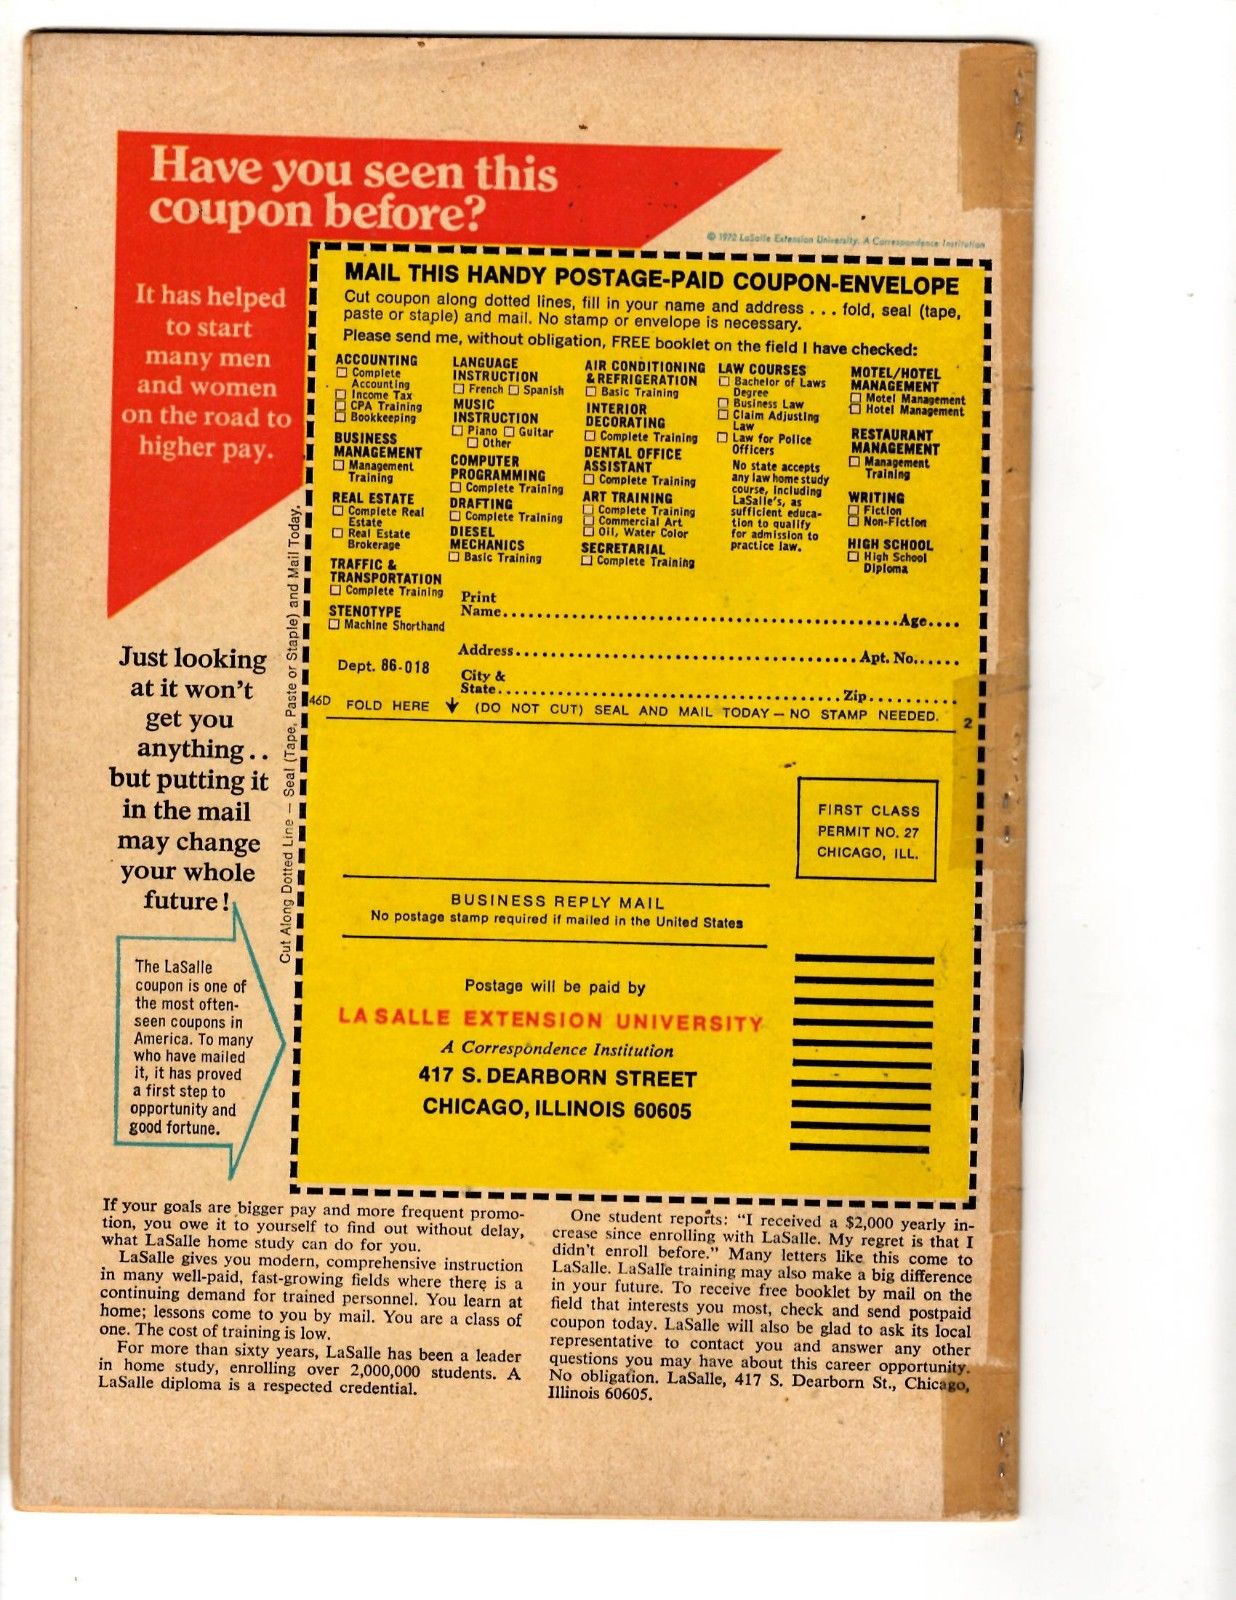 Have you seen this
coupon before?
© 1972 LaSalle Extension University. A Correspondence Institution
It has helped
to start
many men
and women
on the road to
higher pay.
Just looking
at it won't
get you
anything..
but putting it
in the mail
may change
your whole
future!
The LaSalle
coupon is one of
the most often-
seen coupons in
America. To many
who have mailed
it, it has proved
a first step to
opportunity and
good fortune.
Cut Along Dotted Line — Seal (Tape, Paste or Staple) and Mail Today.
MAIL THIS HANDY POSTAGE-PAID COUPON-ENVELOPE
Cut coupon along dotted lines, fill in your name and address . . . fold, seal (tape,
paste or staple) and mail. No stamp or envelope is necessary.
Please send me, without obligation, FREE booklet on the field I have checked:
ACCOUNTING
☐ Complete
Accounting
☐ Income Tax
☐ CPA Training
☐ Bookkeeping
BUSINESS
MANAGEMENT
☐ Management
Training
REAL ESTATE
☐ Complete Real
Estate
☐ Real Estate
Brokerage
TRAFFIC &
TRANSPORTATION
☐ Complete Training
STENOTYPE
☐ Machine Shorthand
LANGUAGE
INSTRUCTION
☐ French ☐ Spanish
MUSIC
INSTRUCTION
☐ Piano ☐ Guitar
☐ Other
COMPUTER
PROGRAMMING
☐ Complete Training
DRAFTING
☐ Complete Training
DIESEL
MECHANICS
☐ Basic Training
AIR CONDITIONING
& REFRIGERATION
☐ Basic Training
INTERIOR
DECORATING
☐ Complete Training
DENTAL OFFICE
ASSISTANT
☐ Complete Training
ART TRAINING
☐ Complete Training
☐ Commercial Art
☐ Oil, Water Color
SECRETARIAL
☐ Complete Training
LAW COURSES
☐ Bachelor of Laws
Degree
☐ Business Law
☐ Claim Adjusting
Law
☐ Law for Police
Officers
No state accepts
any law home study
course, including
LaSalle's, as
sufficient educa-
tion to qualify
for admission to
practice law.
MOTEL/HOTEL
MANAGEMENT
☐ Motel Management
☐ Hotel Management
RESTAURANT
MANAGEMENT
☐ Management
Training
WRITING
☐ Fiction
☐ Non-Fiction
HIGH SCHOOL
☐ High School
Diploma
Print
Name.....Age....
Address.....Apt. No......
Dept. 86-018
City &
State.....Zip..........
46D FOLD HERE ↓ (DO NOT CUT) SEAL AND MAIL TODAY — NO STAMP NEEDED. 2
FIRST CLASS
PERMIT NO. 27
CHICAGO, ILL.
BUSINESS REPLY MAIL
No postage stamp required if mailed in the United States
Postage will be paid by
LA SALLE EXTENSION UNIVERSITY
A Correspondence Institution
417 S. DEARBORN STREET
CHICAGO, ILLINOIS 60605
If your goals are bigger pay and more frequent promo-
tion, you owe it to yourself to find out without delay,
what LaSalle home study can do for you.
LaSalle gives you modern, comprehensive instruction
in many well-paid, fast-growing fields where there is a
continuing demand for trained personnel. You learn at
home; lessons come to you by mail. You are a class of
one. The cost of training is low.
For more than sixty years, LaSalle has been a leader
in home study, enrolling over 2,000,000 students. A
LaSalle diploma is a respected credential.
One student reports: "I received a $2,000 yearly in-
crease since enrolling with LaSalle. My regret is that I
didn't enroll before." Many letters like this come to
LaSalle. LaSalle training may also make a big difference
in your future. To receive free booklet by mail on the
field that interests you most, check and send postpaid
coupon today. LaSalle will also be glad to ask its local
representative to contact you and answer any other
questions you may have about this career opportunity.
No obligation. LaSalle, 417 S. Dearborn St., Chicago,
Illinois 60605.